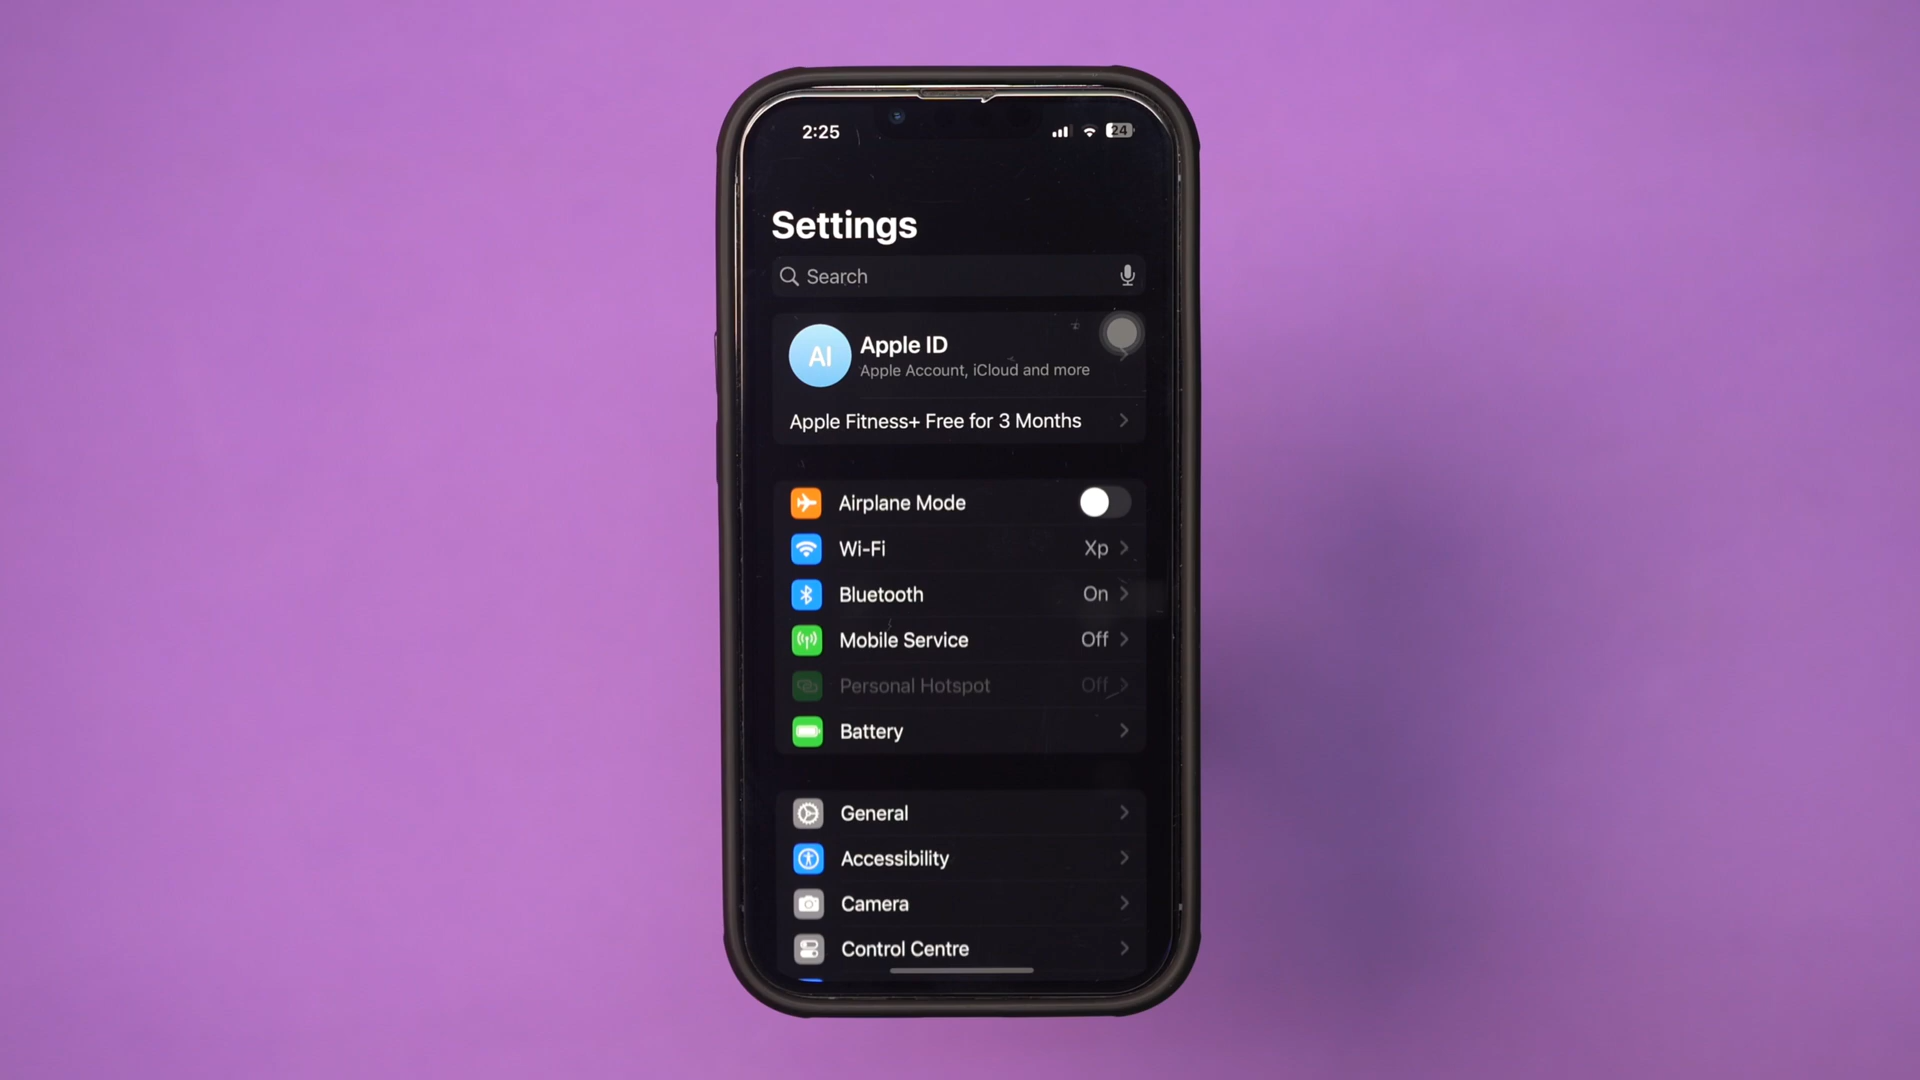 2:25
24
Settings
Search
AI
Apple ID
Apple Account, iCloud and more
Apple Fitness+ Free for 3 Months
Airplane Mode
Wi-Fi Xp
Bluetooth On
Mobile Service Off
Personal Hotspot Off
Battery
General
Accessibility
Camera
Control Centre